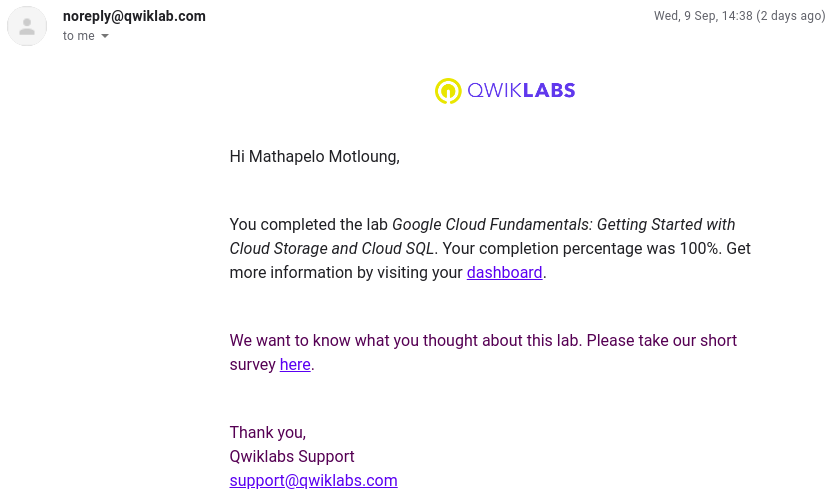 noreply@qwiklab.com
Wed, 9 Sep, 14:38 (2 days ago)
to me
QWIKLABS
Hi Mathapelo Motloung,
You completed the lab Google Cloud Fundamentals: Getting Started with
Cloud Storage and Cloud SQL. Your completion percentage was 100%. Get
more information by visiting your dashboard.
We want to know what you thought about this lab. Please take our short
survey here.
Thank you,
Qwiklabs Support
support@qwiklabs.com